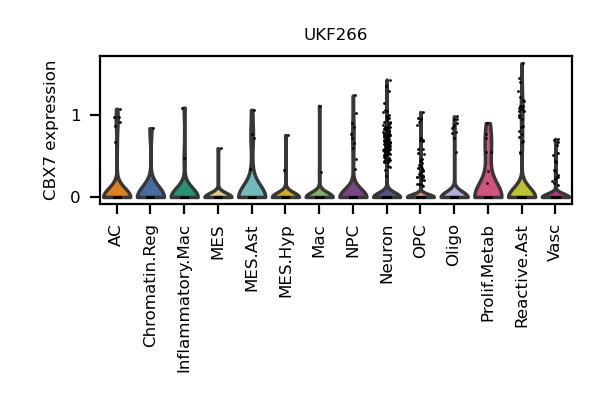 UKF266
CBX7 expression
1
0
AC
Chromatin.Reg
Inflammatory.Mac
MES
MES.Ast
MES.Hyp
Mac
NPC
Neuron
OPC
Oligo
Prolif.Metab
Reactive.Ast
Vasc